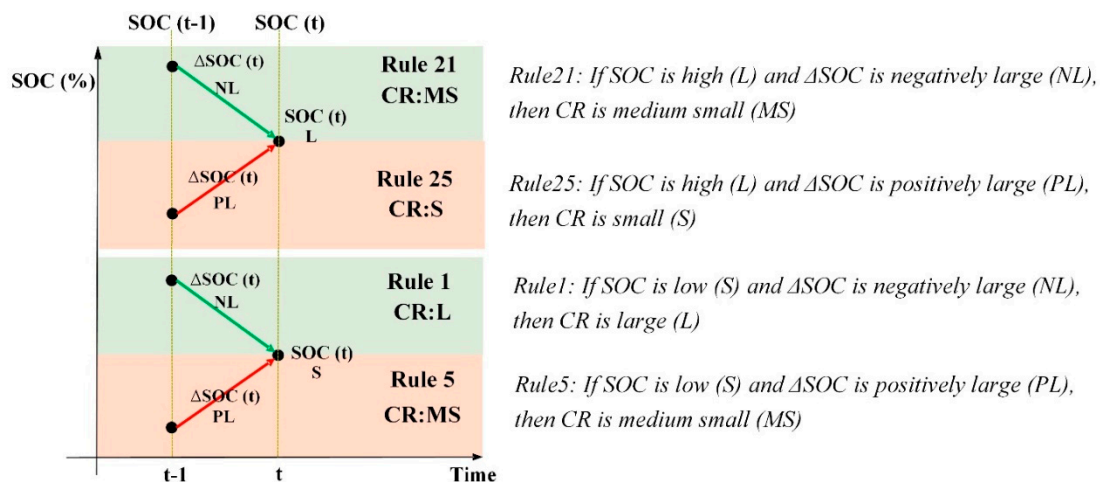 SOC (t-1)
SOC (t)
SOC (%)
ΔSOC (t)
NL
Rule 21
CR:MS
SOC (t)
L
ΔSOC (t)
PL
Rule 25
CR:S
ΔSOC (t)
NL
Rule 1
CR:L
SOC (t)
S
ΔSOC (t)
PL
Rule 5
CR:MS
t-1
t
Time
Rule21: If SOC is high (L) and ΔSOC is negatively large (NL),
then CR is medium small (MS)
Rule25: If SOC is high (L) and ΔSOC is positively large (PL),
then CR is small (S)
Rule1: If SOC is low (S) and ΔSOC is negatively large (NL),
then CR is large (L)
Rule5: If SOC is low (S) and ΔSOC is positively large (PL),
then CR is medium small (MS)